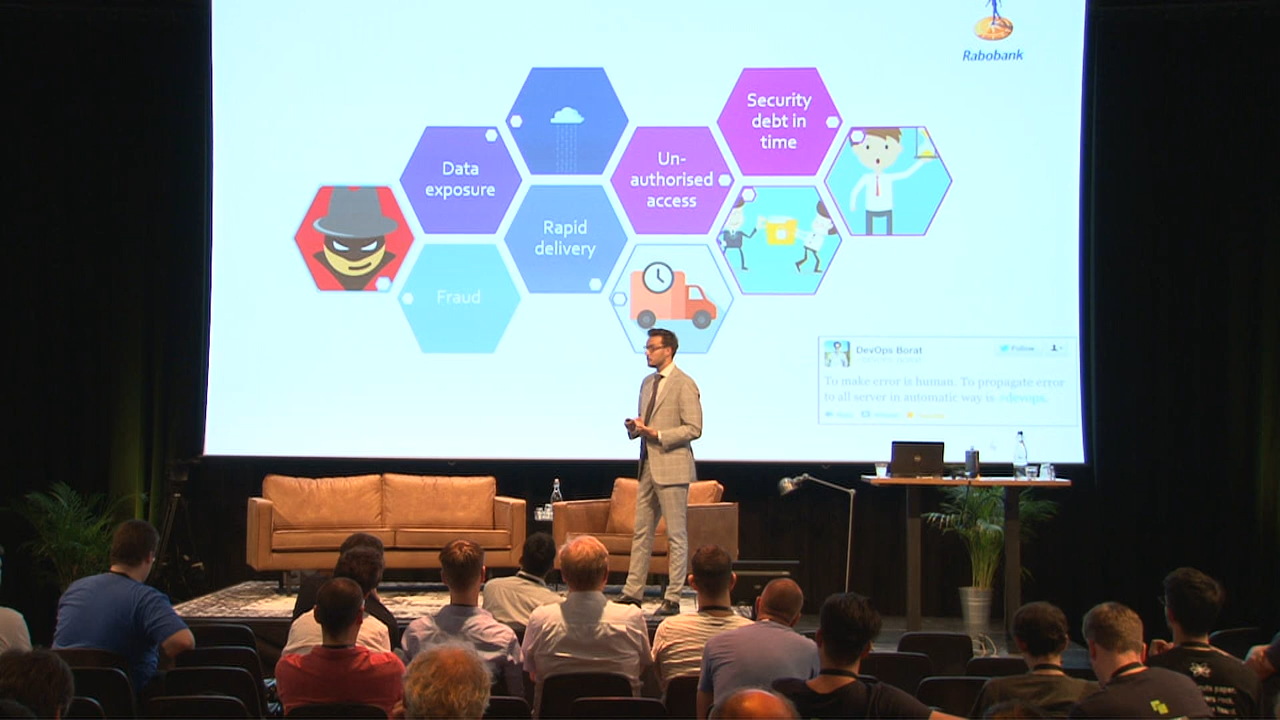 Rabobank
Security
debt in
time
Data
exposure
Un-
authorised
access
Rapid
delivery
Fraud
DevOps Borat
Follow
To make error is human. To propagate error
to all server in automatic way is #devops.